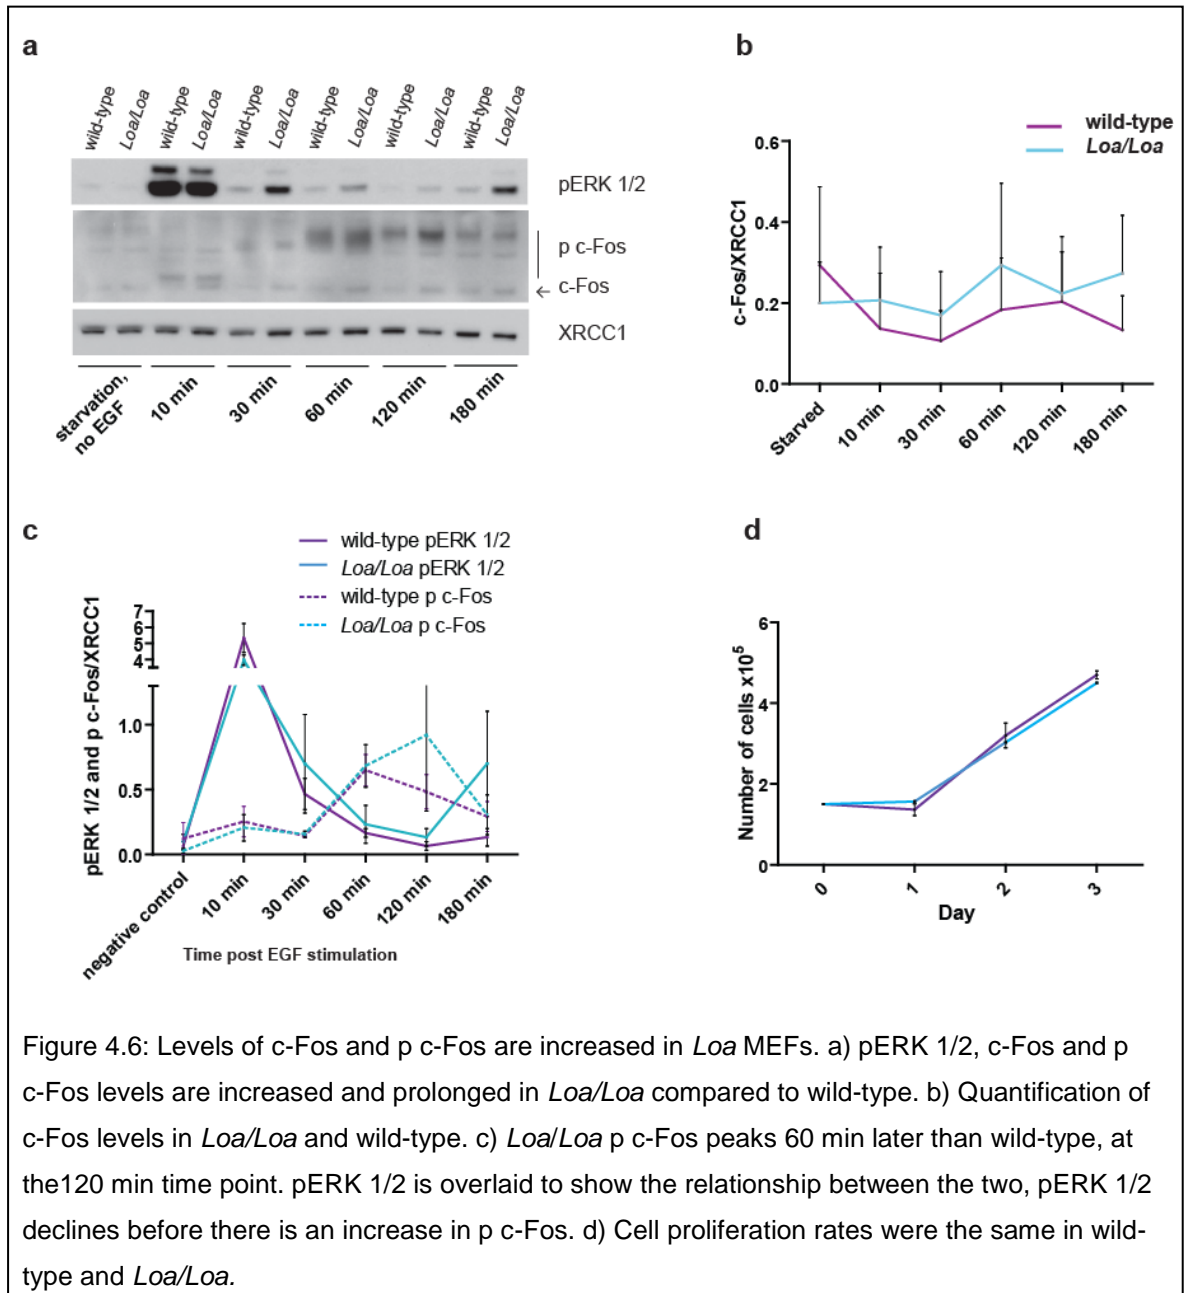 a
wild-type
Loa/Loa
wild-type
Loa/Loa
wild-type
Loa/Loa
wild-type
Loa/Loa
wild-type
Loa/Loa
wild-type
Loa/Loa
pERK 1/2
p c-Fos
c-Fos
XRCC1
starvation,
no EGF
10 min
30 min
60 min
120 min
180 min
b
wild-type
Loa/Loa
c-Fos/XRCC1
0.6
0.4
0.2
0.0
Starved
10 min
30 min
60 min
120 min
180 min
c
wild-type pERK 1/2
Loa/Loa pERK 1/2
wild-type p c-Fos
Loa/Loa p c-Fos
pERK 1/2 and p c-Fos/XRCC1
7
6
5
4
1.0
0.5
0.0
negative control
10 min
30 min
60 min
120 min
180 min
Time post EGF stimulation
d
Number of cells x10⁵
6
4
2
0
0
1
2
3
Day
Figure 4.6: Levels of c-Fos and p c-Fos are increased in Loa MEFs. a) pERK 1/2, c-Fos and p
c-Fos levels are increased and prolonged in Loa/Loa compared to wild-type. b) Quantification of
c-Fos levels in Loa/Loa and wild-type. c) Loa/Loa p c-Fos peaks 60 min later than wild-type, at
the120 min time point. pERK 1/2 is overlaid to show the relationship between the two, pERK 1/2
declines before there is an increase in p c-Fos. d) Cell proliferation rates were the same in wild-
type and Loa/Loa.